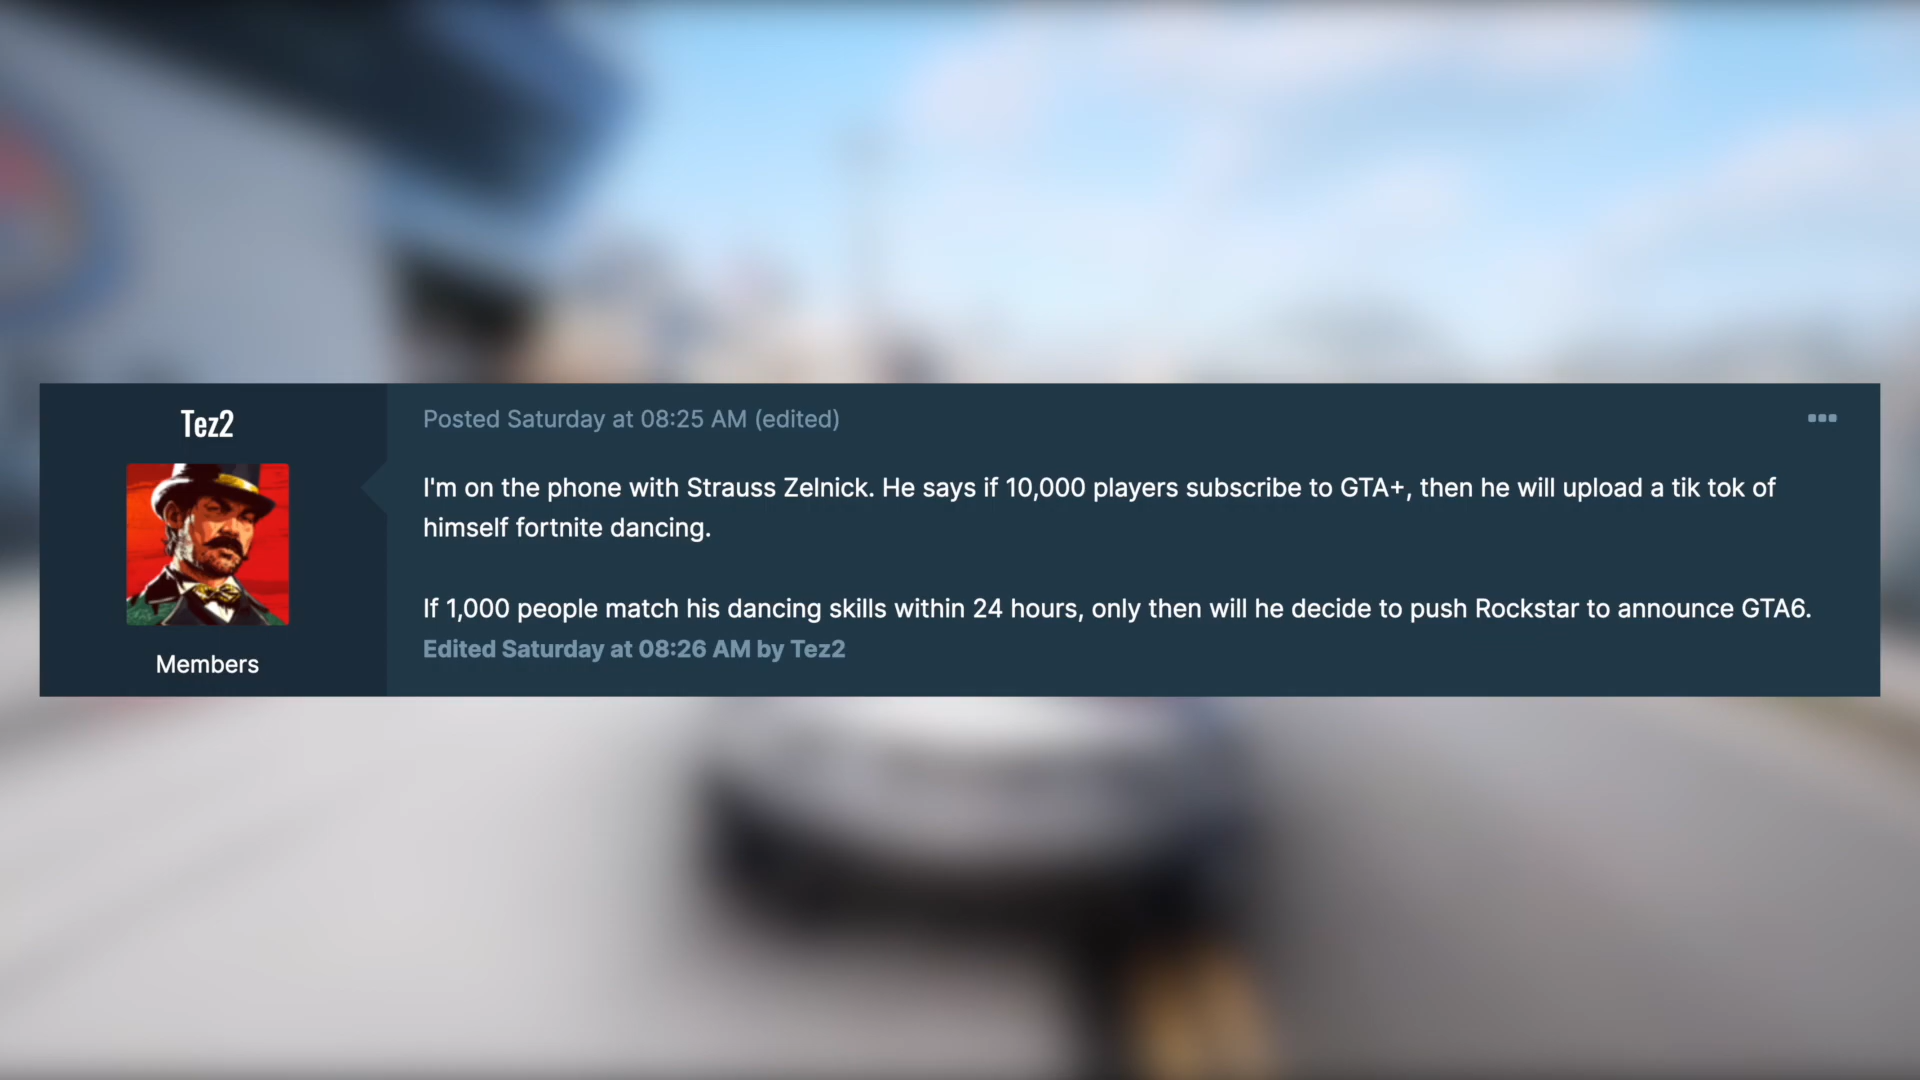 Tez2
Members
Posted Saturday at 08:25 AM (edited)
I'm on the phone with Strauss Zelnick. He says if 10,000 players subscribe to GTA+, then he will upload a tik tok of
himself fortnite dancing.
If 1,000 people match his dancing skills within 24 hours, only then will he decide to push Rockstar to announce GTA6.
Edited Saturday at 08:26 AM by Tez2